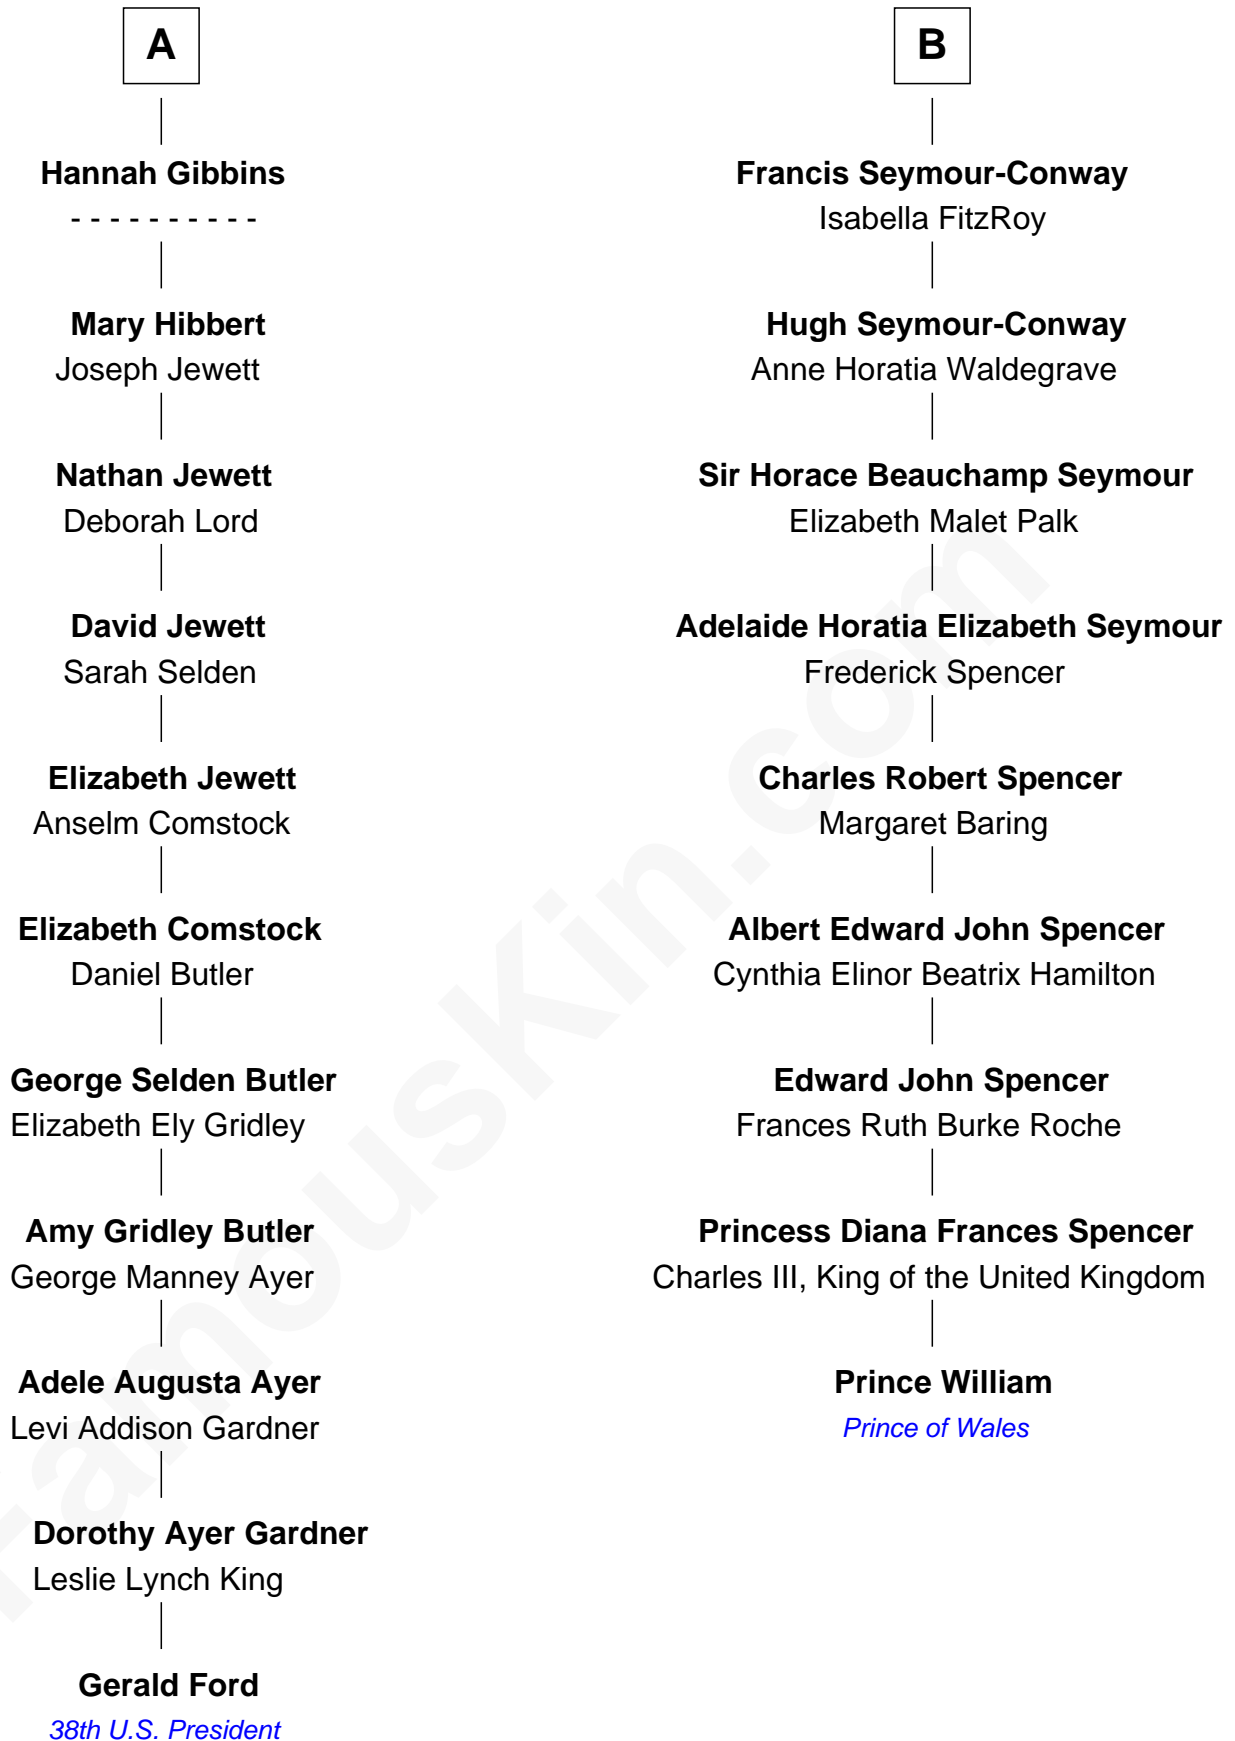 A
Hannah Gibbins
- - - - - - - - - -
Mary Hibbert
Joseph Jewett
Nathan Jewett
Deborah Lord
David Jewett
Sarah Selden
Elizabeth Jewett
Anselm Comstock
Elizabeth Comstock
Daniel Butler
George Selden Butler
Elizabeth Ely Gridley
Amy Gridley Butler
George Manney Ayer
Adele Augusta Ayer
Levi Addison Gardner
Dorothy Ayer Gardner
Leslie Lynch King
Gerald Ford
38th U.S. President
B
Francis Seymour-Conway
Isabella FitzRoy
Hugh Seymour-Conway
Anne Horatia Waldegrave
Sir Horace Beauchamp Seymour
Elizabeth Malet Palk
Adelaide Horatia Elizabeth Seymour
Frederick Spencer
Charles Robert Spencer
Margaret Baring
Albert Edward John Spencer
Cynthia Elinor Beatrix Hamilton
Edward John Spencer
Frances Ruth Burke Roche
Princess Diana Frances Spencer
Charles III, King of the United Kingdom
Prince William
Prince of Wales
FamousKin.com